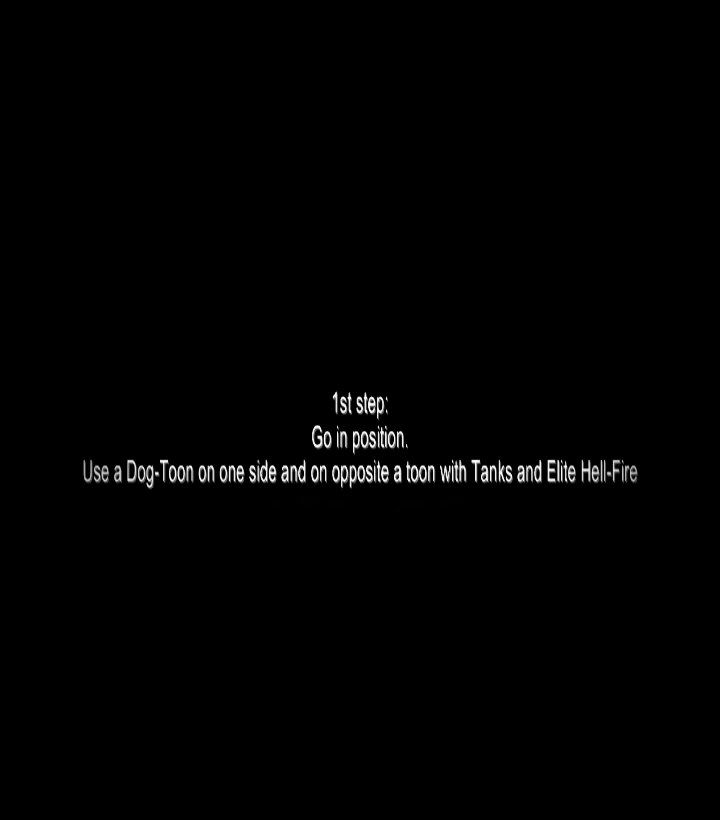 1st step:
Go in position.
Use a Dog-Toon on one side and on opposite a toon with Tanks and Elite Hell-Fire